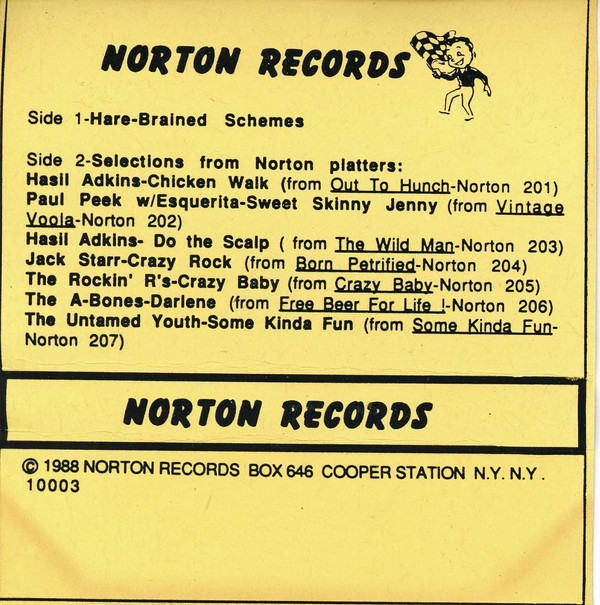 NORTON RECORDS
Side 1-Hare-Brained Schemes
Side 2-Selections from Norton platters:
Hasil Adkins-Chicken Walk (from Out To Hunch-Norton 201)
Paul Peek w/Esquerita-Sweet Skinny Jenny (from Vintage
Voola-Norton 202)
Hasil Adkins- Do the Scalp ( from The Wild Man-Norton 203)
Jack Starr-Crazy Rock (from Born Petrified-Norton 204)
The Rockin' R's-Crazy Baby (from Crazy Baby-Norton 205)
The A-Bones-Darlene (from Free Beer For Life !-Norton 206)
The Untamed Youth-Some Kinda Fun (from Some Kinda Fun-
Norton 207)
NORTON RECORDS
© 1988 NORTON RECORDS BOX 646 COOPER STATION N.Y. N.Y.
10003